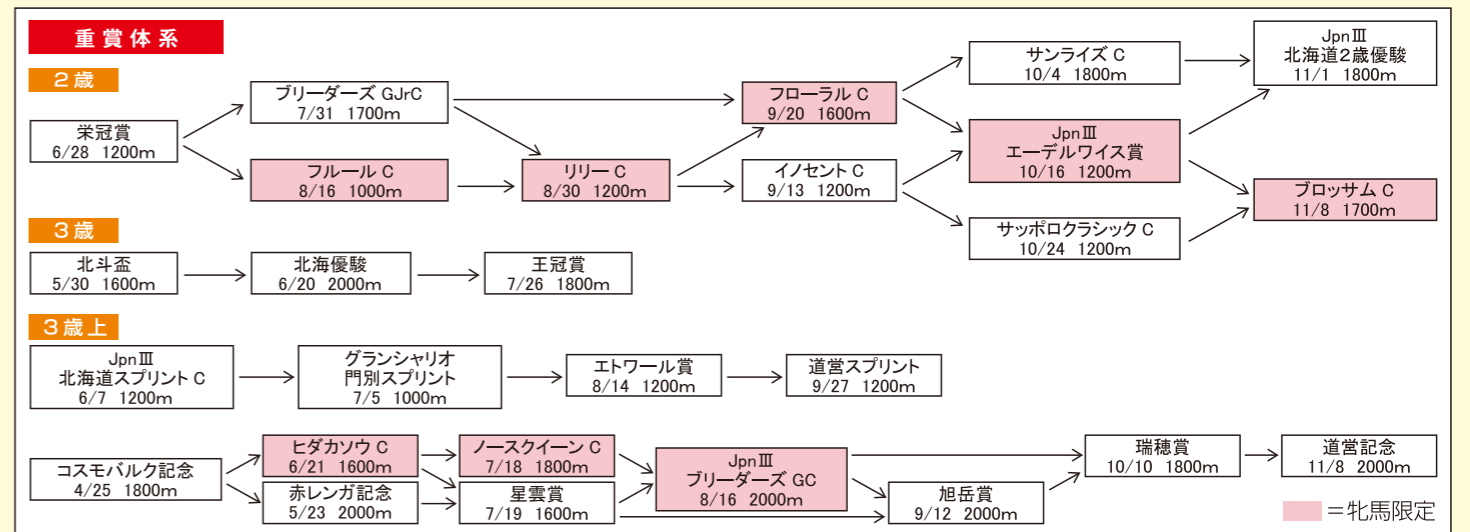 重賞体系
2歳
栄冠賞
6/28 1200m
ブリーダーズ GJrC
7/31 1700m
フルール C
8/16 1000m
リリー C
8/30 1200m
フローラル C
9/20 1600m
イノセント C
9/13 1200m
サンライズ C
10/4 1800m
JpnⅢ
エーデルワイス賞
10/16 1200m
サッポロクラシック C
10/24 1200m
JpnⅢ
北海道2歳優駿
11/1 1800m
ブロッサム C
11/8 1700m
3歳
北斗盃
5/30 1600m
北海優駿
6/20 2000m
王冠賞
7/26 1800m
3歳上
JpnⅢ
北海道スプリント C
6/7 1200m
グランシャリオ
門別スプリント
7/5 1000m
エトワール賞
8/14 1200m
道営スプリント
9/27 1200m
コスモバルク記念
4/25 1800m
ヒダカソウ C
6/21 1600m
赤レンガ記念
5/23 2000m
ノースクイーン C
7/18 1800m
星雲賞
7/19 1600m
JpnⅢ
ブリーダーズ GC
8/16 2000m
旭岳賞
9/12 2000m
瑞穂賞
10/10 1800m
道営記念
11/8 2000m
=牝馬限定